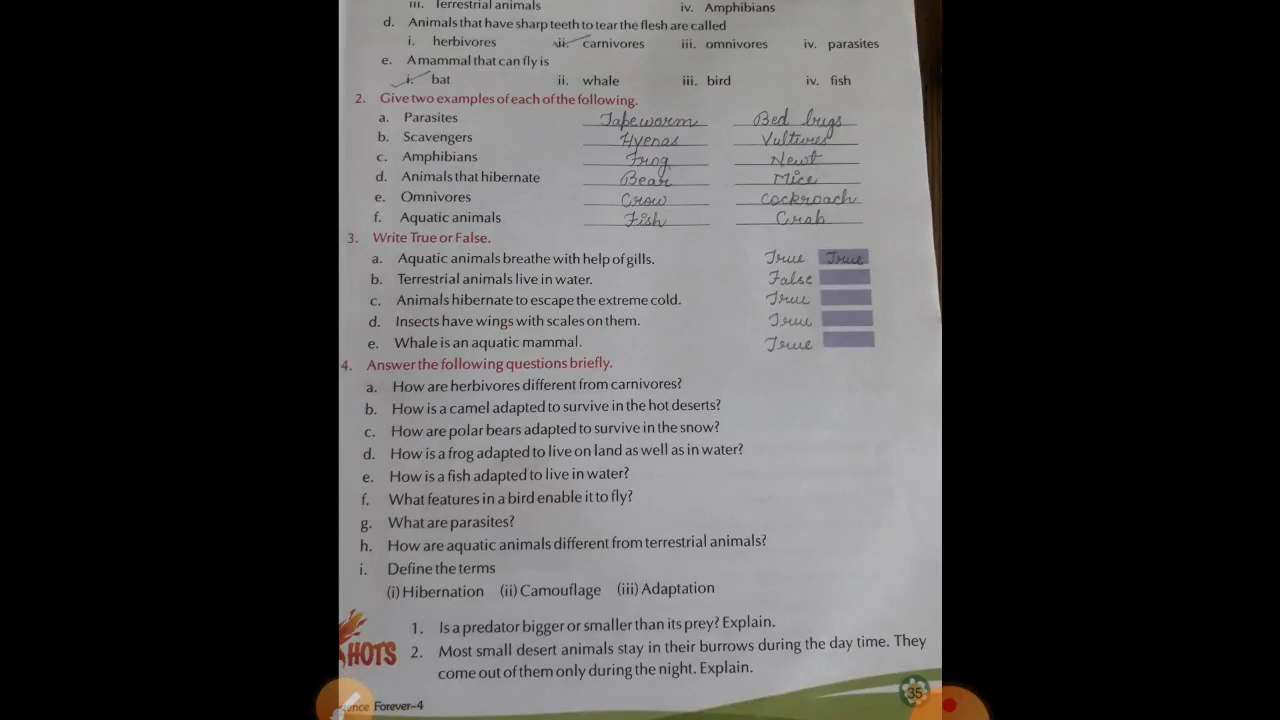 iii. Terrestrial animals iv. Amphibians
d. Animals that have sharp teeth to tear the flesh are called
i. herbivores ii. carnivores iii. omnivores iv. parasites
e. A mammal that can fly is
i. bat ii. whale iii. bird iv. fish
2. Give two examples of each of the following.
a. Parasites Tapeworm Bed bugs
b. Scavengers Hyenas Vultures
c. Amphibians Frog Newt
d. Animals that hibernate Bear Mice
e. Omnivores Crow cockroach
f. Aquatic animals Fish Crab
3. Write True or False.
a. Aquatic animals breathe with help of gills. True True
b. Terrestrial animals live in water. False
c. Animals hibernate to escape the extreme cold. True
d. Insects have wings with scales on them. True
e. Whale is an aquatic mammal. True
4. Answer the following questions briefly.
a. How are herbivores different from carnivores?
b. How is a camel adapted to survive in the hot deserts?
c. How are polar bears adapted to survive in the snow?
d. How is a frog adapted to live on land as well as in water?
e. How is a fish adapted to live in water?
f. What features in a bird enable it to fly?
g. What are parasites?
h. How are aquatic animals different from terrestrial animals?
i. Define the terms
(i) Hibernation (ii) Camouflage (iii) Adaptation
HOTS
1. Is a predator bigger or smaller than its prey? Explain.
2. Most small desert animals stay in their burrows during the day time. They
come out of them only during the night. Explain.
ence Forever-4 35